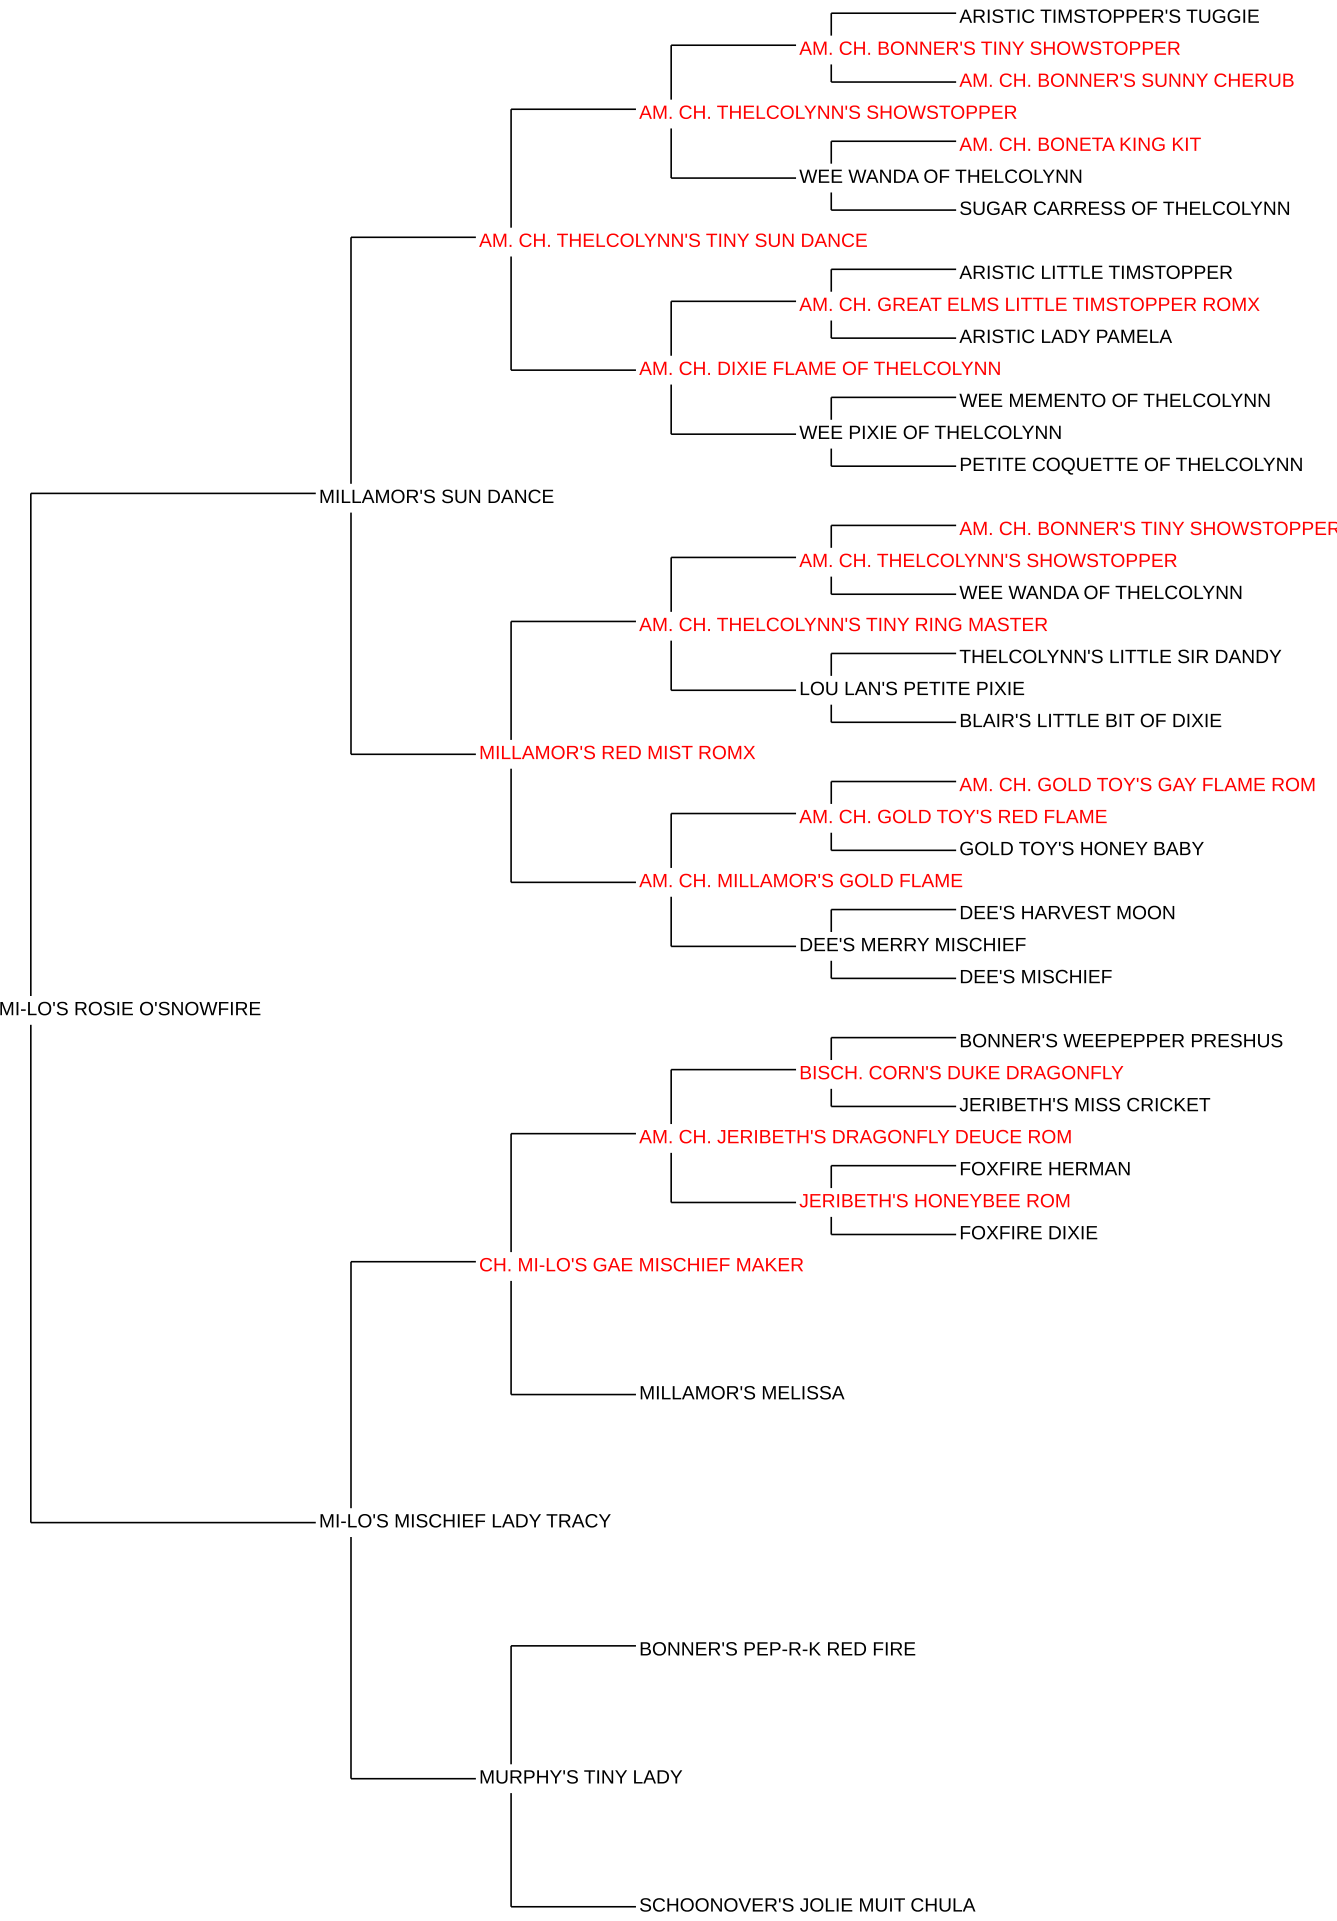 ARISTIC TIMSTOPPER'S TUGGIE
AM. CH. BONNER'S TINY SHOWSTOPPER
AM. CH. BONNER'S SUNNY CHERUB
AM. CH. THELCOLYNN'S SHOWSTOPPER
AM. CH. BONETA KING KIT
WEE WANDA OF THELCOLYNN
SUGAR CARRESS OF THELCOLYNN
AM. CH. THELCOLYNN'S TINY SUN DANCE
ARISTIC LITTLE TIMSTOPPER
AM. CH. GREAT ELMS LITTLE TIMSTOPPER ROMX
ARISTIC LADY PAMELA
AM. CH. DIXIE FLAME OF THELCOLYNN
WEE MEMENTO OF THELCOLYNN
WEE PIXIE OF THELCOLYNN
PETITE COQUETTE OF THELCOLYNN
MILLAMOR'S SUN DANCE
AM. CH. BONNER'S TINY SHOWSTOPPER
AM. CH. THELCOLYNN'S SHOWSTOPPER
WEE WANDA OF THELCOLYNN
AM. CH. THELCOLYNN'S TINY RING MASTER
THELCOLYNN'S LITTLE SIR DANDY
LOU LAN'S PETITE PIXIE
BLAIR'S LITTLE BIT OF DIXIE
MILLAMOR'S RED MIST ROMX
AM. CH. GOLD TOY'S GAY FLAME ROM
AM. CH. GOLD TOY'S RED FLAME
GOLD TOY'S HONEY BABY
AM. CH. MILLAMOR'S GOLD FLAME
DEE'S HARVEST MOON
DEE'S MERRY MISCHIEF
DEE'S MISCHIEF
MI-LO'S ROSIE O'SNOWFIRE
BONNER'S WEEPEPPER PRESHUS
BISCH. CORN'S DUKE DRAGONFLY
JERIBETH'S MISS CRICKET
AM. CH. JERIBETH'S DRAGONFLY DEUCE ROM
FOXFIRE HERMAN
JERIBETH'S HONEYBEE ROM
FOXFIRE DIXIE
CH. MI-LO'S GAE MISCHIEF MAKER
MILLAMOR'S MELISSA
MI-LO'S MISCHIEF LADY TRACY
BONNER'S PEP-R-K RED FIRE
MURPHY'S TINY LADY
SCHOONOVER'S JOLIE MUIT CHULA